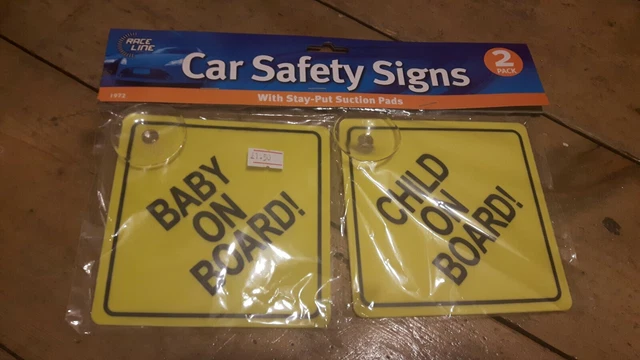 RACE
LINE
Car Safety Signs
2
PACK
With Stay-Put Suction Pads
BABY
ON
BOARD!
CHILD
ON
BOARD!